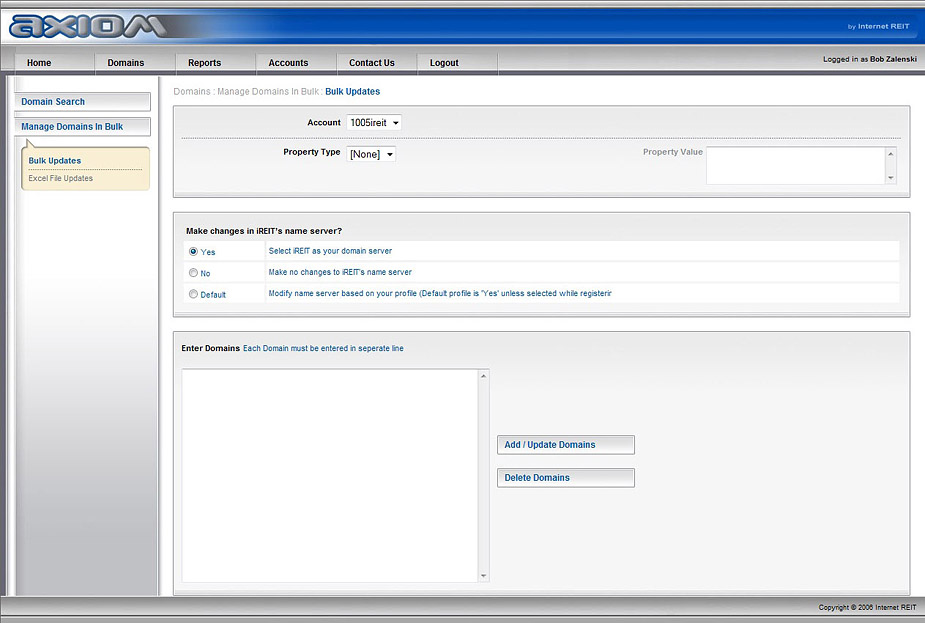 AXIOM
by Internet REIT
Home Domains Reports Accounts Contact Us Logout
Logged in as Bob Zalenski
Domain Search
Manage Domains In Bulk
Bulk Updates
Excel File Updates
Domains : Manage Domains In Bulk : Bulk Updates
Account 1005ireit
Property Type [None] Property Value
Make changes in iREIT's name server?
Yes Select iREIT as your domain server
No Make no changes to iREIT's name server
Default Modify name server based on your profile (Default profile is 'Yes' unless selected while registerir
Enter Domains Each Domain must be entered in seperate line
Add / Update Domains
Delete Domains
Copyright © 2006 Internet REIT